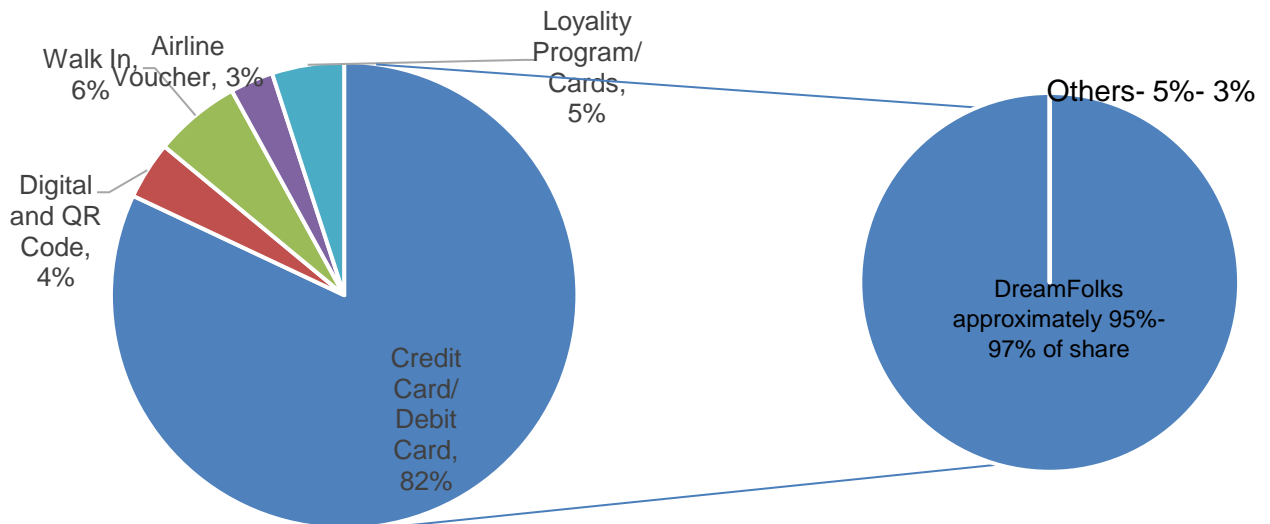 Walk In,
6%
Airline
Voucher, 3%
Loyality
Program/
Cards,
5%
Digital
and QR
Code,
4%
Credit
Card/
Debit
Card,
82%
Others- 5%- 3%
DreamFolks
approximately 95%-
97% of share